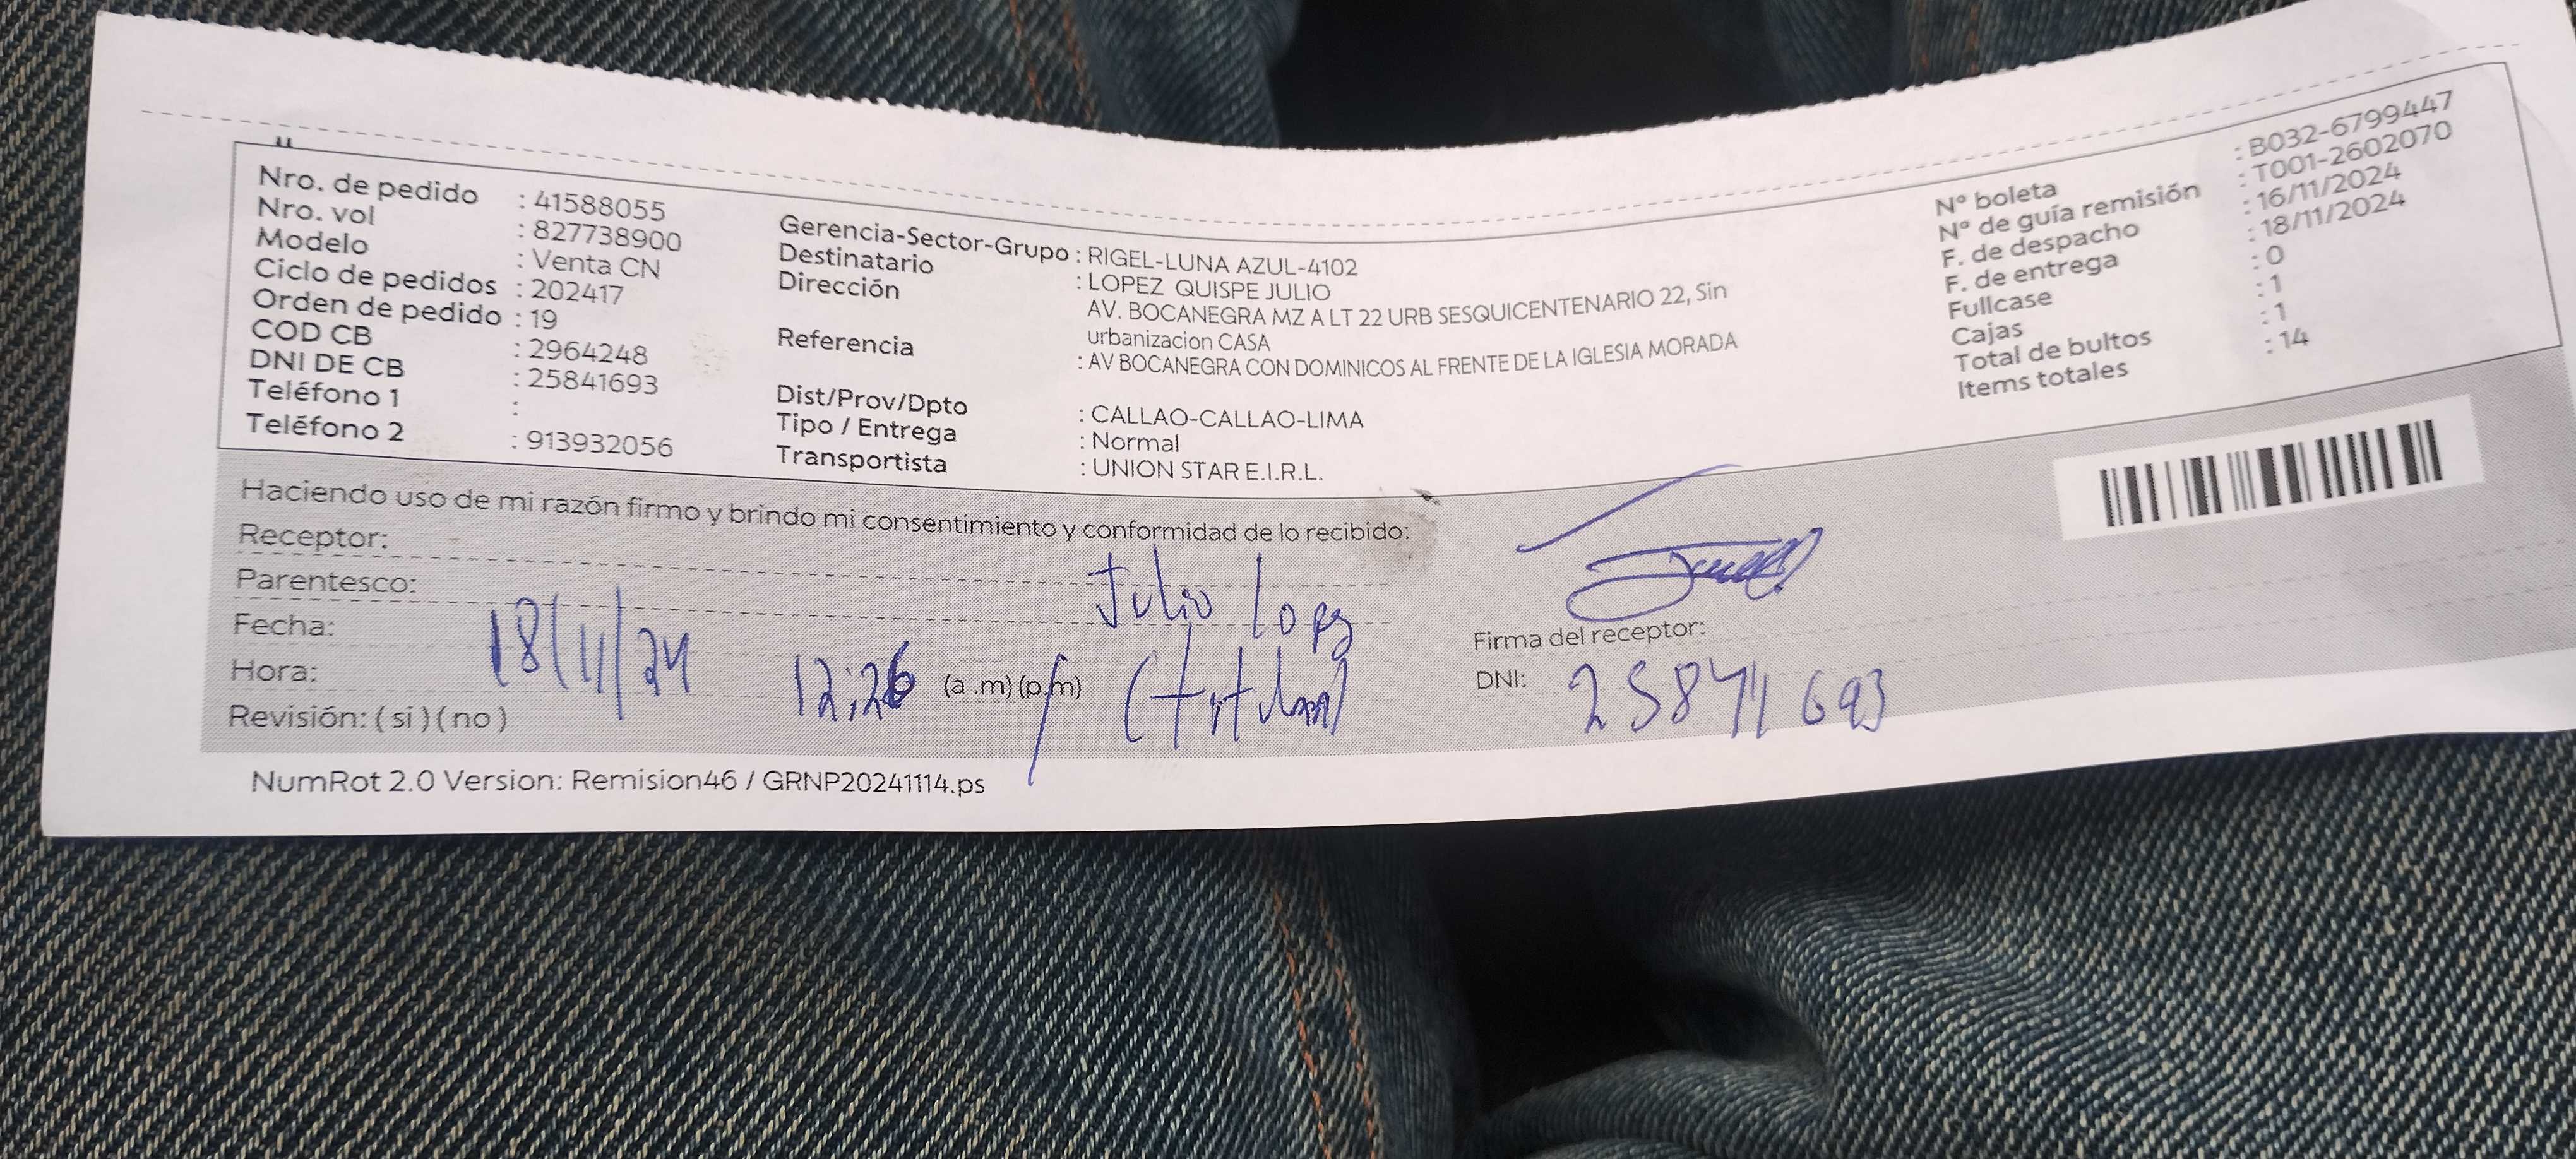 Nro. de pedido : 41588055
Nro. vol : 827738900
Modelo : Venta CN
Ciclo de pedidos : 202417
Orden de pedido : 19
COD CB : 2964248
DNI DE CB : 25841693
Teléfono 1 :
Teléfono 2 : 913932056
Gerencia-Sector-Grupo : RIGEL-LUNA AZUL-4102
Destinatario : LOPEZ QUISPE JULIO
Dirección : AV. BOCANEGRA MZ A LT 22 URB SESQUICENTENARIO 22, Sin
urbanizacion CASA
Referencia : AV BOCANEGRA CON DOMINICOS AL FRENTE DE LA IGLESIA MORADA
Dist/Prov/Dpto : CALLAO-CALLAO-LIMA
Tipo / Entrega : Normal
Transportista : UNION STAR E.I.R.L.
N° boleta : B032-6799447
N° de guía remisión : T001-2602070
F. de despacho : 16/11/2024
F. de entrega : 18/11/2024
Fullcase : 0
Cajas : 1
Total de bultos : 1
Items totales : 14
Haciendo uso de mi razón firmo y brindo mi consentimiento y conformidad de lo recibido:
Receptor:
Parentesco: Julio Lopez
Fecha: 18/11/24
Hora: 12:26 (a .m) (p.m) (titular)
Revisión: ( si ) ( no )
Firma del receptor:
DNI: 25841693
NumRot 2.0 Version: Remision46 / GRNP20241114.ps